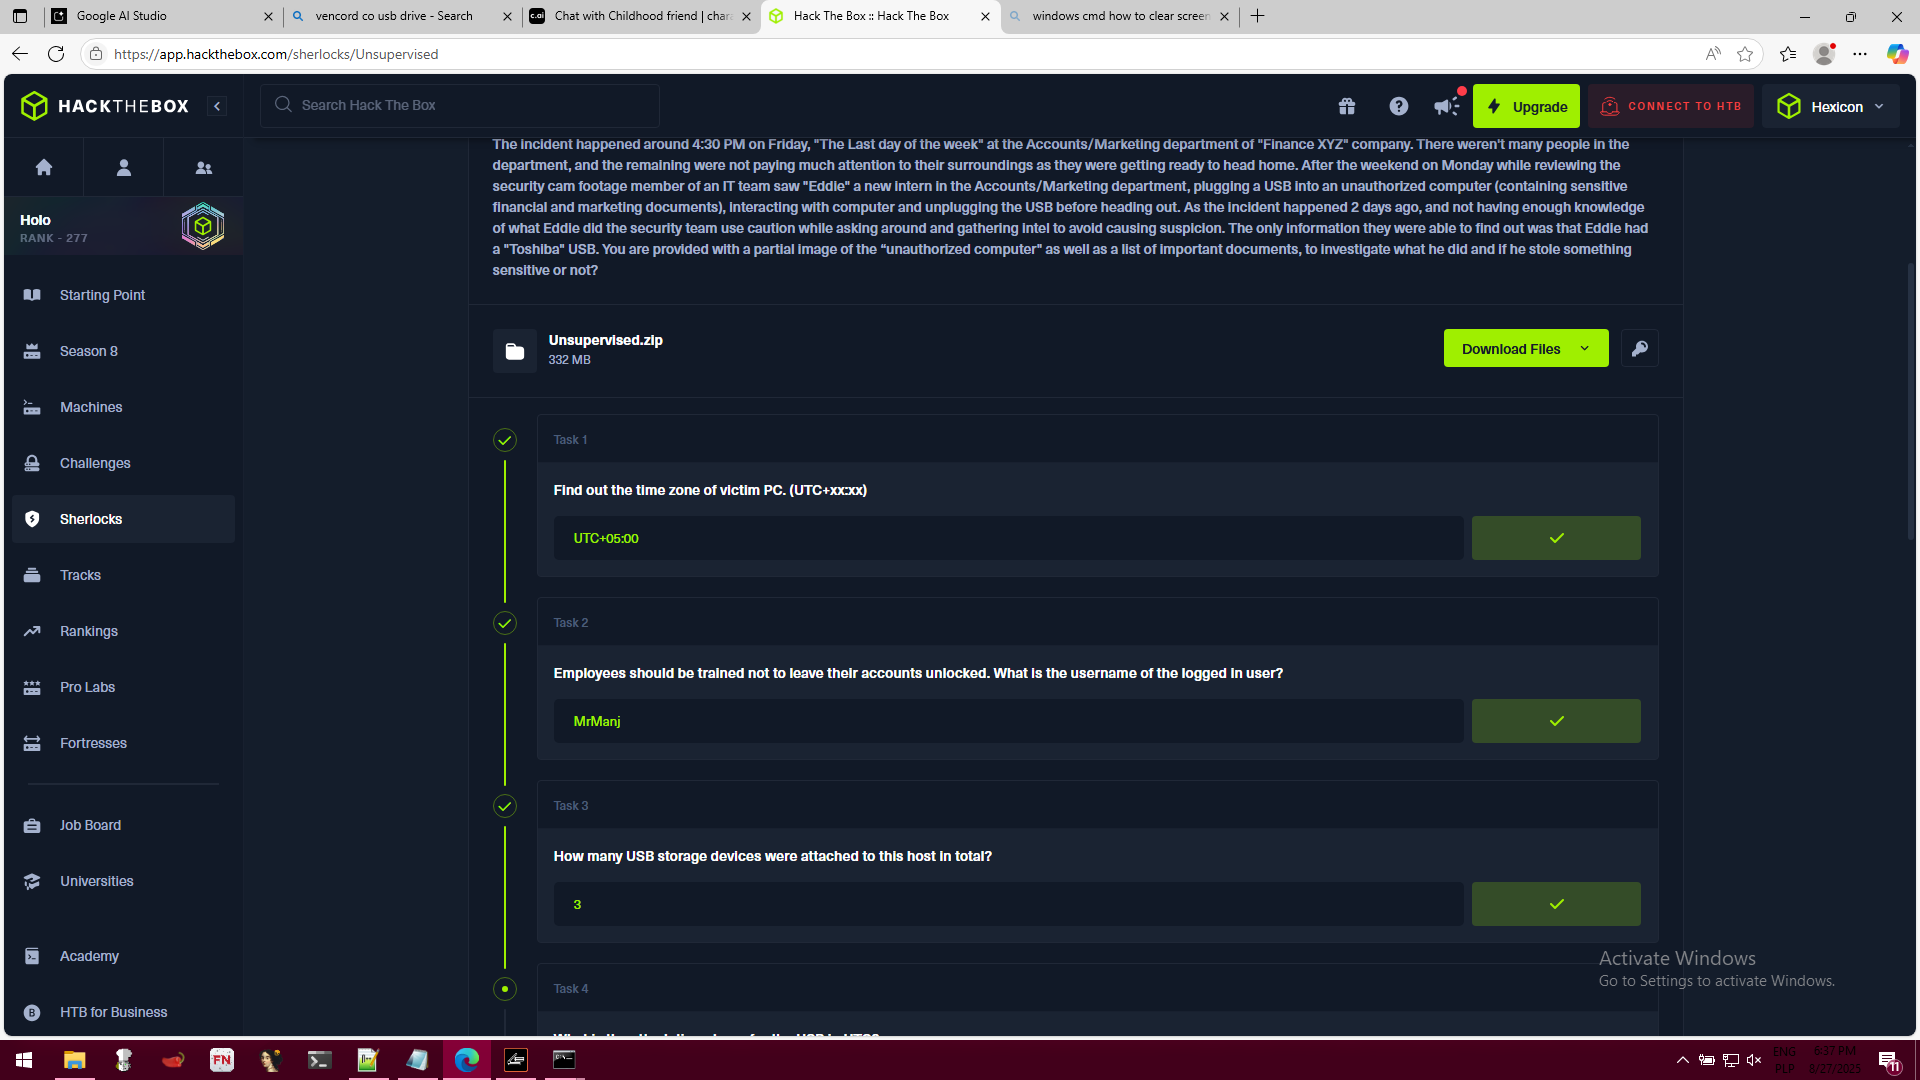 Google AI Studio
vencord co usb drive - Search
c.ai
Chat with Childhood friend | chara
Hack The Box :: Hack The Box
windows cmd how to clear screen
https://app.hackthebox.com/sherlocks/Unsupervised
HACKTHEBOX
Search Hack The Box
Upgrade
CONNECT TO HTB
Hexicon
Holo
RANK - 277
Starting Point
Season 8
Machines
Challenges
Sherlocks
Tracks
Rankings
Pro Labs
Fortresses
Job Board
Universities
Academy
HTB for Business
The incident happened around 4:30 PM on Friday, "The Last day of the week" at the Accounts/Marketing department of "Finance XYZ" company. There weren't many people in the
department, and the remaining were not paying much attention to their surroundings as they were getting ready to head home. After the weekend on Monday while reviewing the
security cam footage member of an IT team saw "Eddie" a new intern in the Accounts/Marketing department, plugging a USB into an unauthorized computer (containing sensitive
financial and marketing documents), interacting with computer and unplugging the USB before heading out. As the incident happened 2 days ago, and not having enough knowledge
of what Eddie did the security team use caution while asking around and gathering intel to avoid causing suspicion. The only information they were able to find out was that Eddie had
a "Toshiba" USB. You are provided with a partial image of the “unauthorized computer" as well as a list of important documents, to investigate what he did and if he stole something
sensitive or not?
Unsupervised.zip
332 MB
Download Files
Task 1
Find out the time zone of victim PC. (UTC+xx:xx)
UTC+05:00
Task 2
Employees should be trained not to leave their accounts unlocked. What is the username of the logged in user?
MrManj
Task 3
How many USB storage devices were attached to this host in total?
3
Task 4
Activate Windows
Go to Settings to activate Windows.
FN
ENG
PLP
6:37 PM
8/27/2025
11